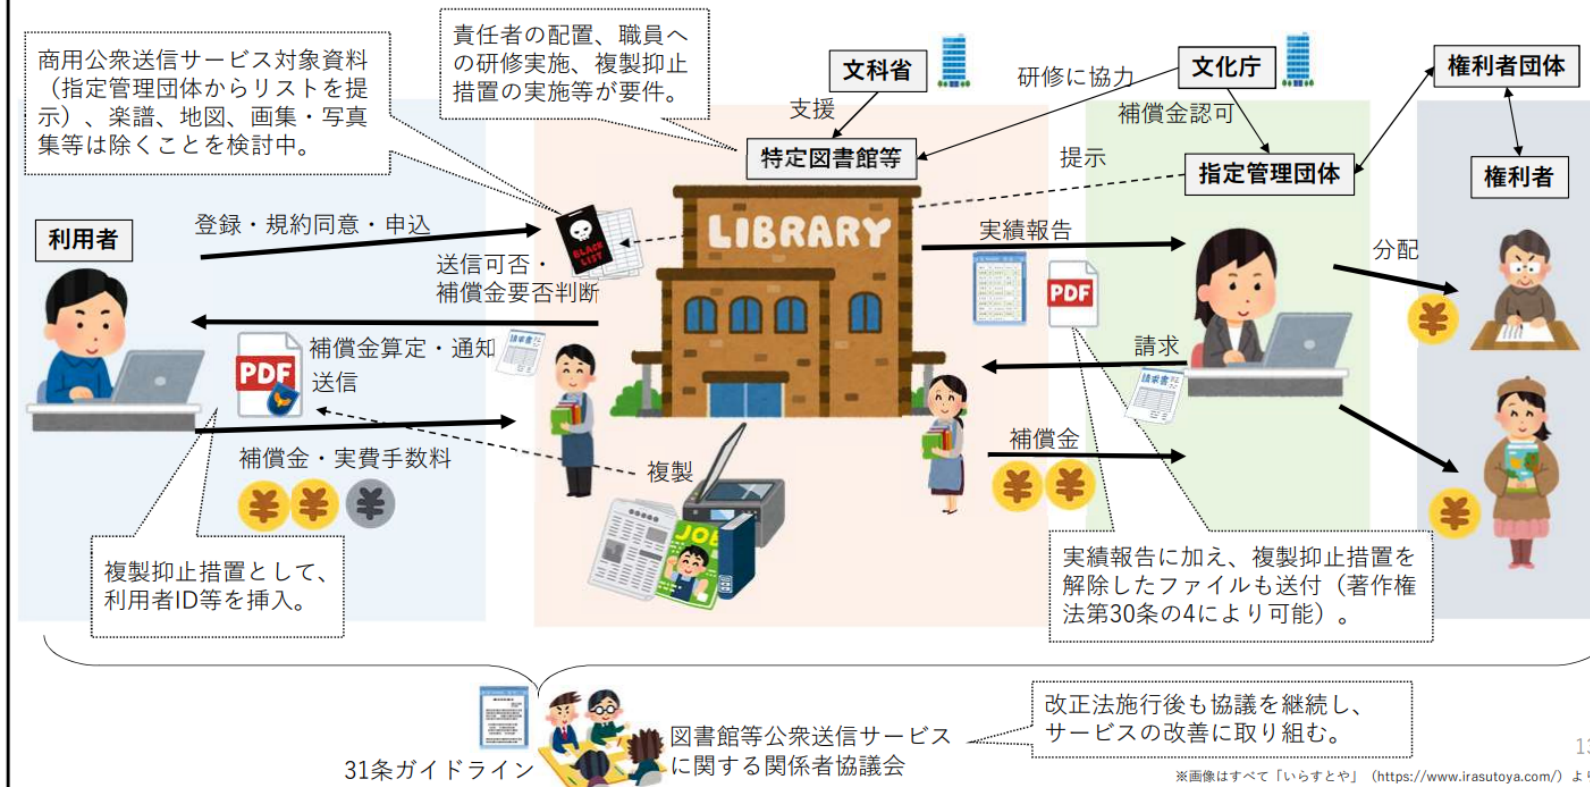 商用公衆送信サービス対象資料
（指定管理団体からリストを提
示）、楽譜、地図、画集・写真
集等は除くことを検討中。
責任者の配置、職員へ
の研修実施、複製抑止
措置の実施等が要件。
文科省
支援
研修に協力
文化庁
補償金認可
権利者団体
特定図書館等
提示
指定管理団体
権利者
利用者
登録・規約同意・申込
BLACK
LIST
LIBRARY
送信可否・
補償金要否判断
実績報告
PDF
分配
補償金算定・通知
請求書
PDF
送信
請求
請求書
補償金・実費手数料
複製
JOB
補償金
複製抑止措置として、
利用者ID等を挿入。
実績報告に加え、複製抑止措置を
解除したファイルも送付（著作権
法第30条の4により可能）。
31条ガイドライン
図書館等公衆送信サービス
に関する関係者協議会
改正法施行後も協議を継続し、
サービスの改善に取り組む。
13
※画像はすべて「いらすとや」（https://www.irasutoya.com/）より